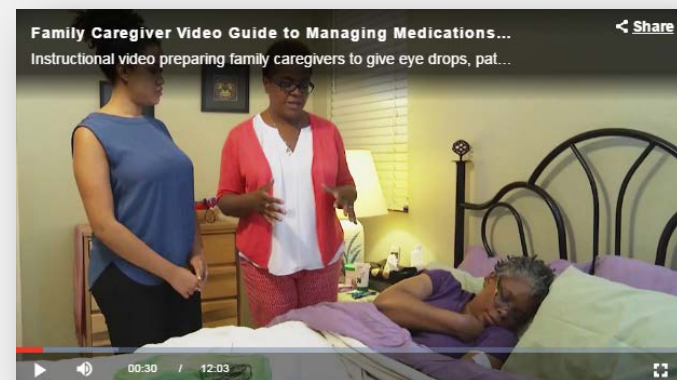 Family Caregiver Video Guide to Managing Medications...
Share
Instructional video preparing family caregivers to give eye drops, pat...
00:30 / 12:03